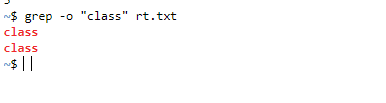 ~$ grep -o "class" rt.txt
class
class
~$